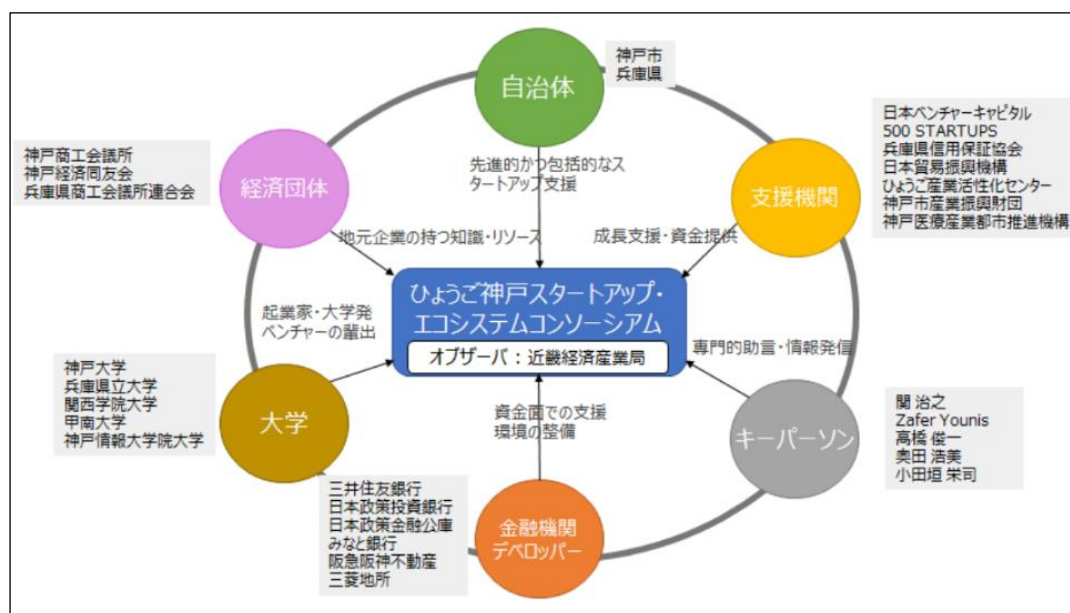 自治体
神戸市
兵庫県
先進的かつ包括的なス
タートアップ支援
支援機関
日本ベンチャーキャピタル
500 STARTUPS
兵庫県信用保証協会
日本貿易振興機構
ひょうご産業活性化センター
神戸市産業振興財団
神戸医療産業都市推進機構
成長支援・資金提供
経済団体
神戸商工会議所
神戸経済同友会
兵庫県商工会議所連合会
地元企業の持つ知識・リソース
ひょうご神戸スタートアップ・
エコシステムコンソーシアム
オブザーバ：近畿経済産業局
起業家・大学発
ベンチャーの輩出
大学
神戸大学
兵庫県立大学
関西学院大学
甲南大学
神戸情報大学院大学
専門的助言・情報発信
キーパーソン
関 治之
Zafer Younis
高橋 俊一
奥田 浩美
小田垣 栄司
資金面での支援
環境の整備
金融機関
デベロッパー
三井住友銀行
日本政策投資銀行
日本政策金融公庫
みなと銀行
阪急阪神不動産
三菱地所